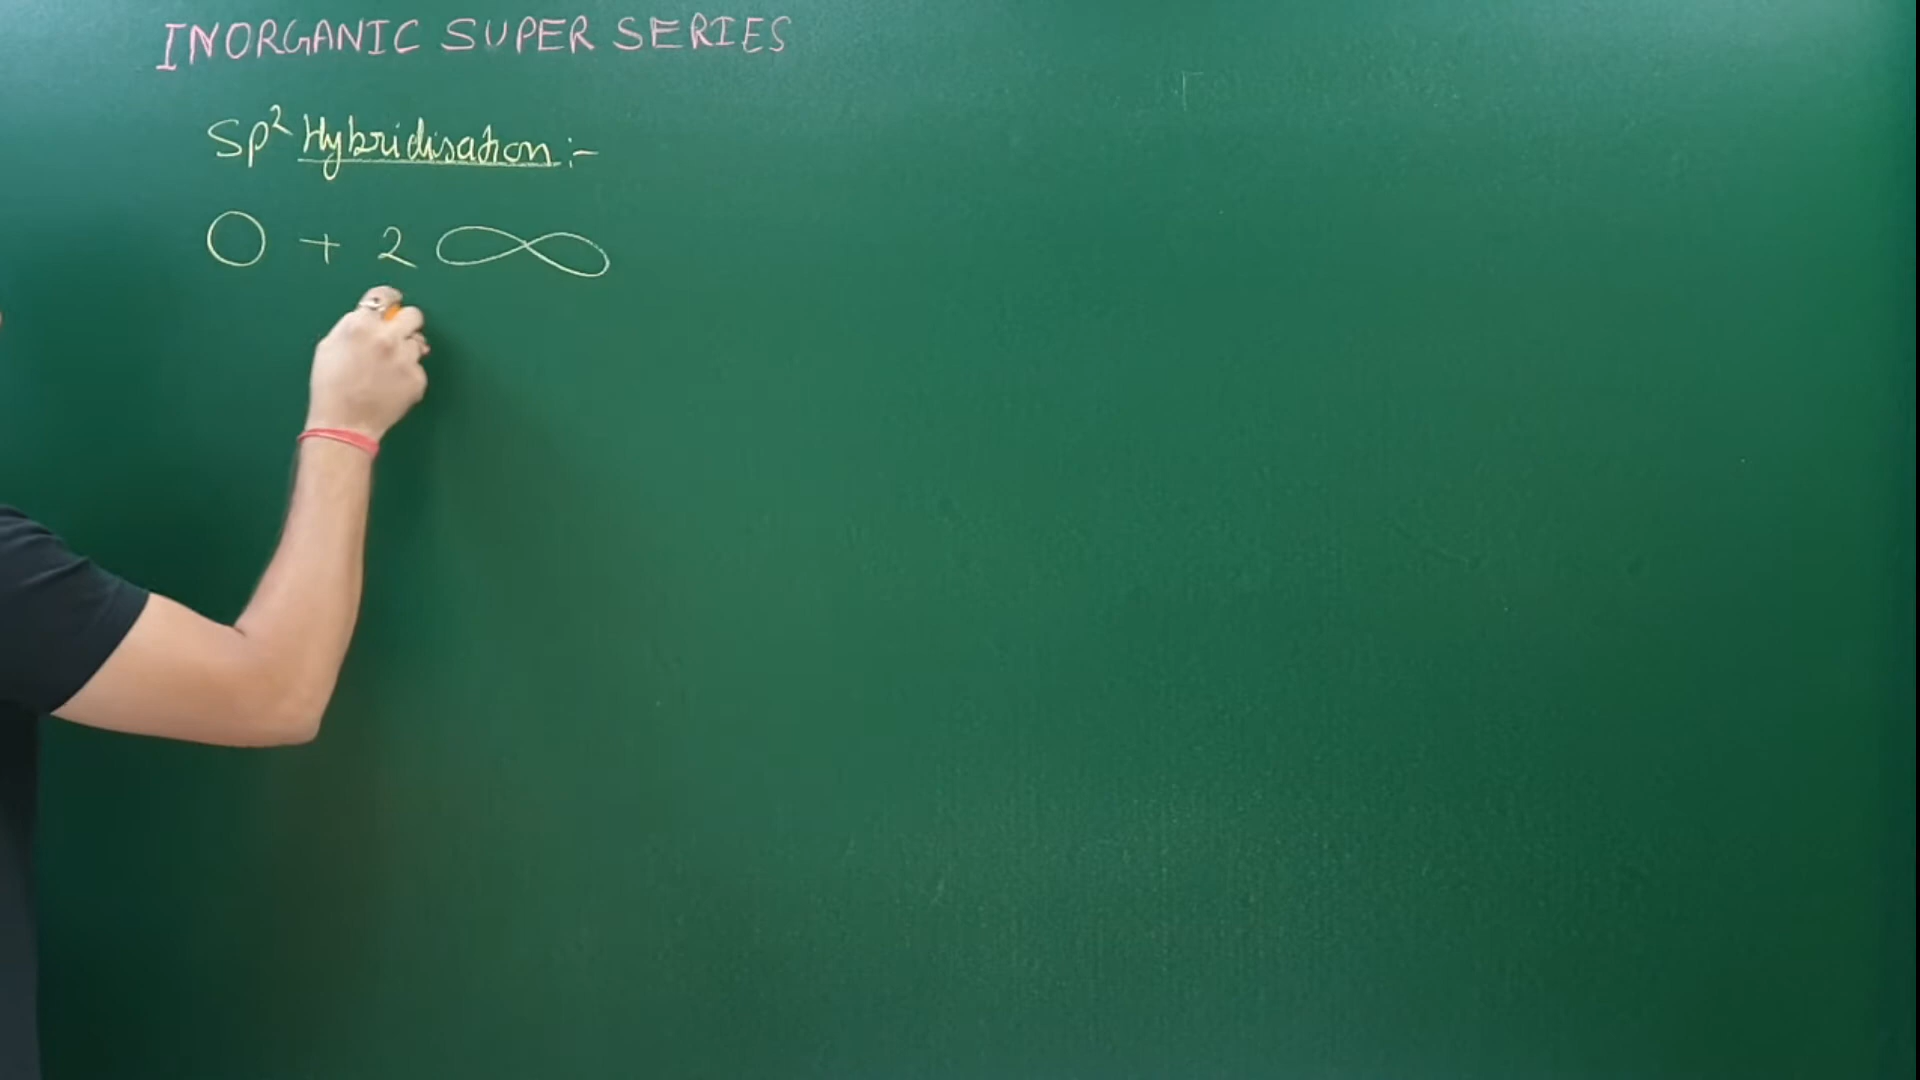 INORGANIC SUPER SERIES
Sp² Hybridisation :-
O + 2